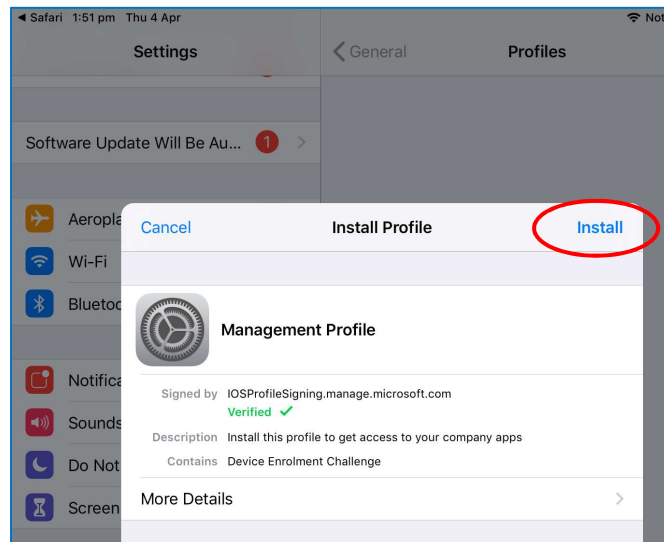 Safari 1:51 pm Thu 4 Apr
Not
Settings
General
Profiles
Software Update Will Be Au... 1
Aeropla
Cancel
Install Profile
Install
Wi-Fi
Bluetoo
Management Profile
Notifica
Signed by IOSProfileSigning.manage.microsoft.com
Verified
Sounds
Description Install this profile to get access to your company apps
Do Not
Contains Device Enrolment Challenge
More Details
Screen